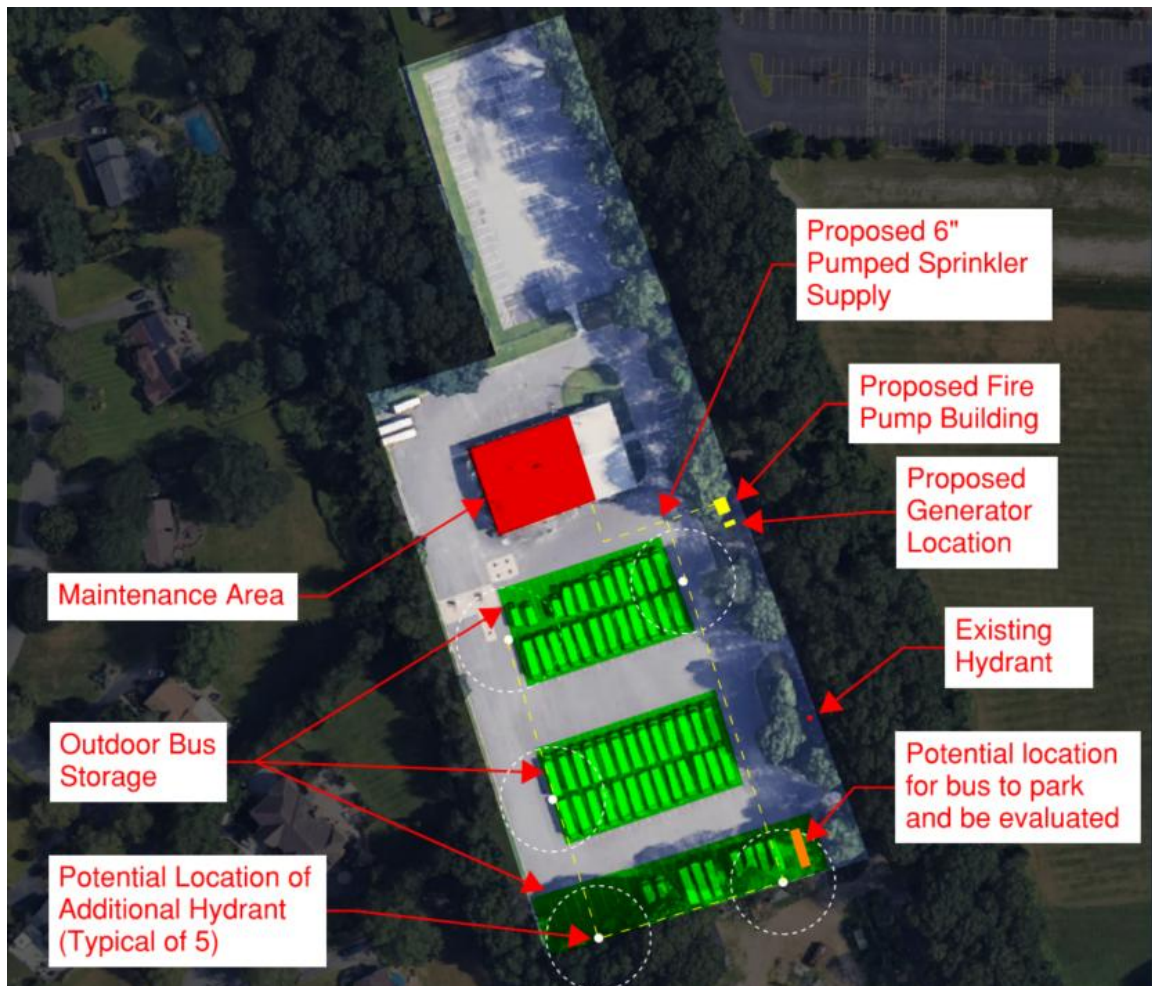 Proposed 6"
Pumped Sprinkler
Supply
Proposed Fire
Pump Building
Proposed
Generator
Location
Maintenance Area
Existing
Hydrant
Outdoor Bus
Storage
Potential location
for bus to park
and be evaluated
Potential Location of
Additional Hydrant
(Typical of 5)